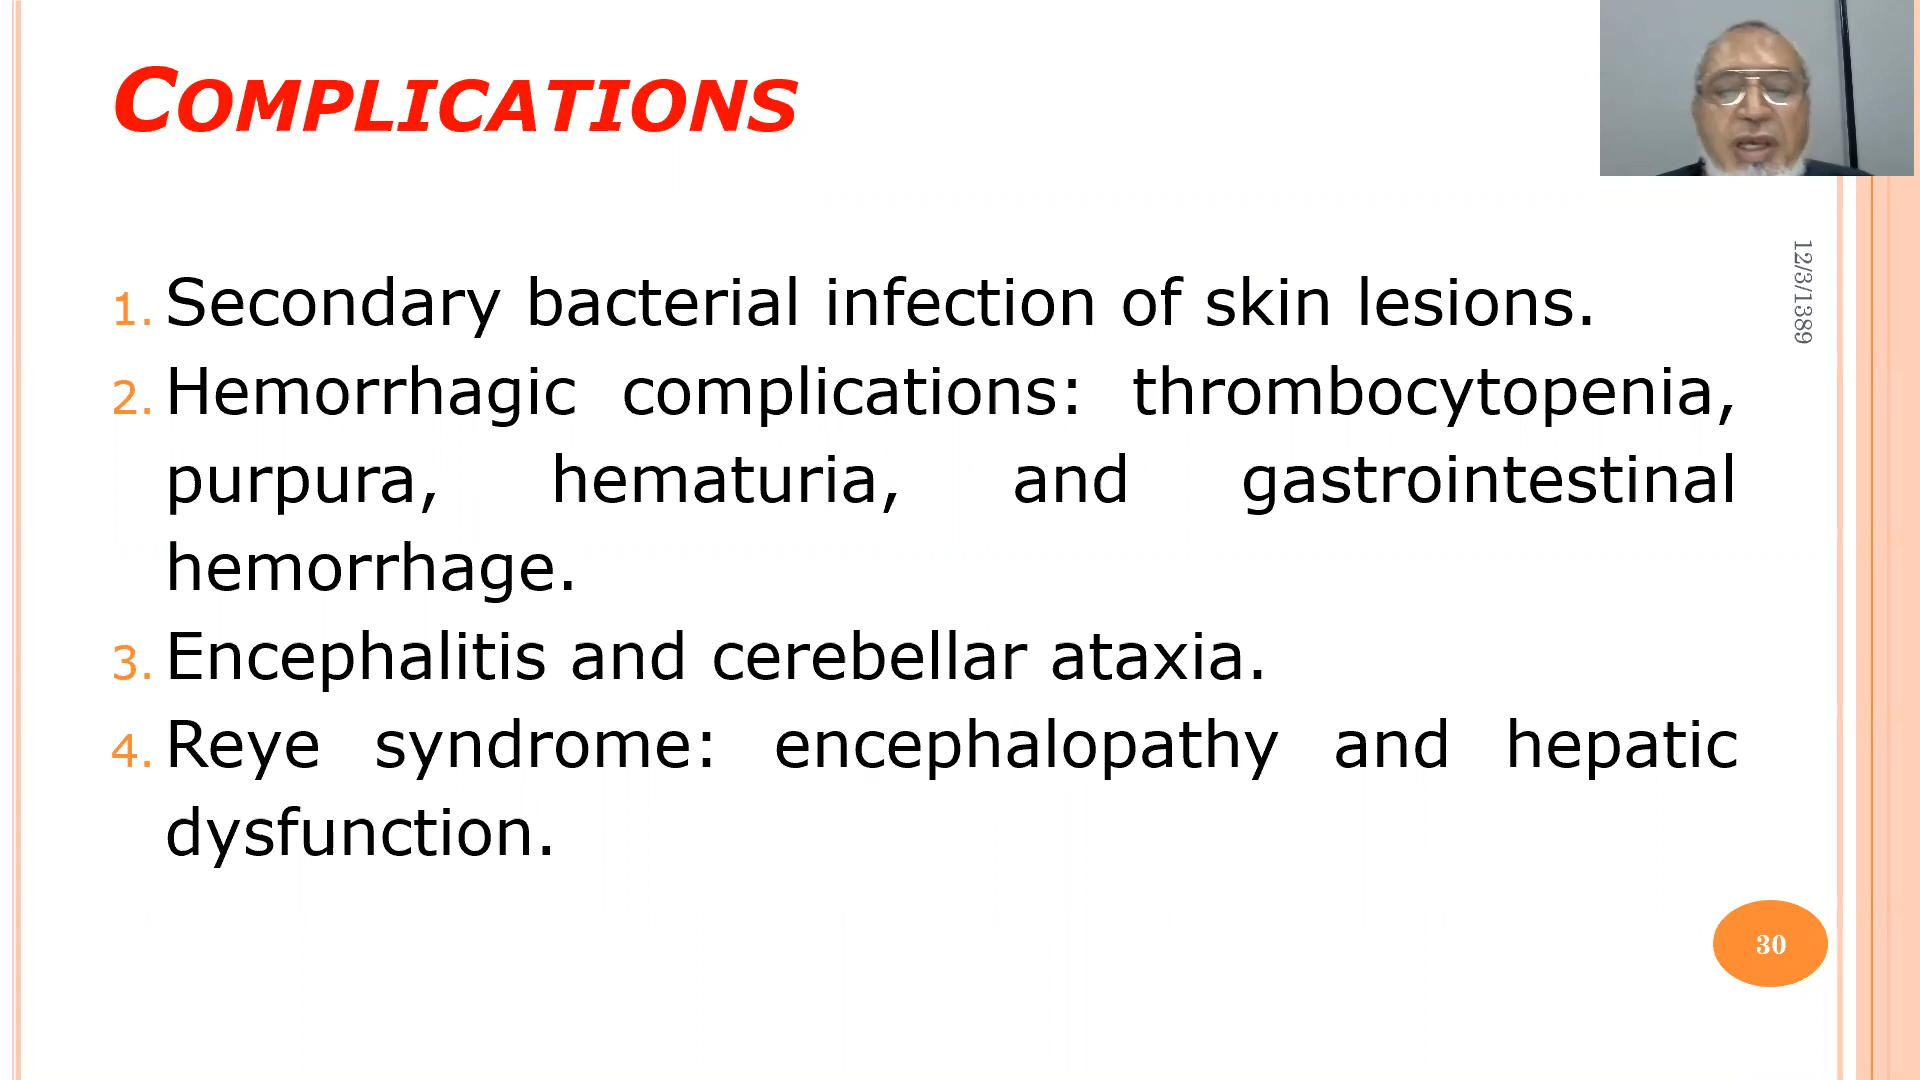 COMPLICATIONS
1. Secondary bacterial infection of skin lesions.
2. Hemorrhagic complications: thrombocytopenia,
purpura, hematuria, and gastrointestinal
hemorrhage.
3. Encephalitis and cerebellar ataxia.
4. Reye syndrome: encephalopathy and hepatic
dysfunction.
12/3/1389
30